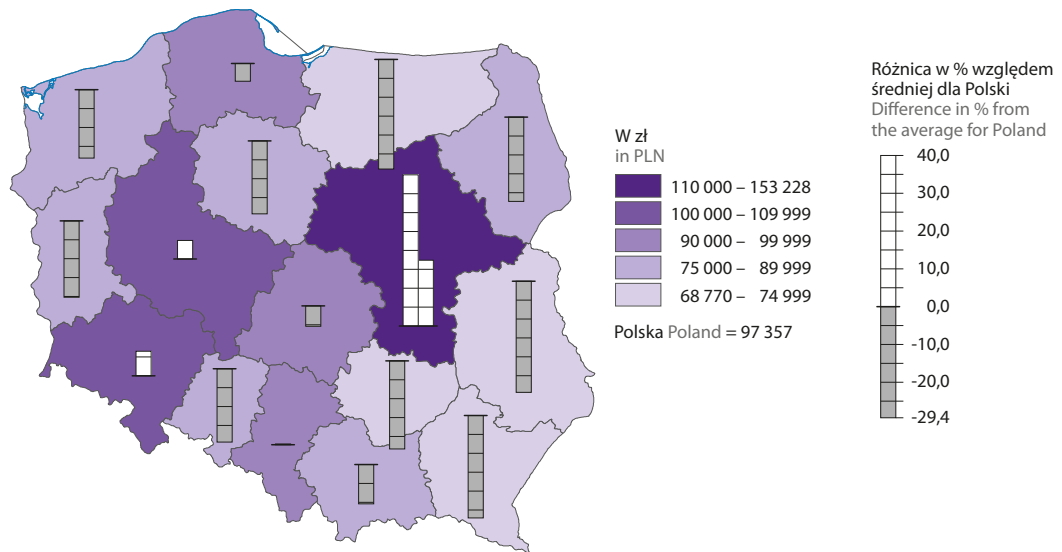 W zł
in PLN
110 000 – 153 228
100 000 – 109 999
90 000 – 99 999
75 000 – 89 999
68 770 – 74 999
Polska Poland = 97 357
Różnica w % względem
średniej dla Polski
Difference in % from
the average for Poland
40,0
30,0
20,0
10,0
0,0
-10,0
-20,0
-29,4